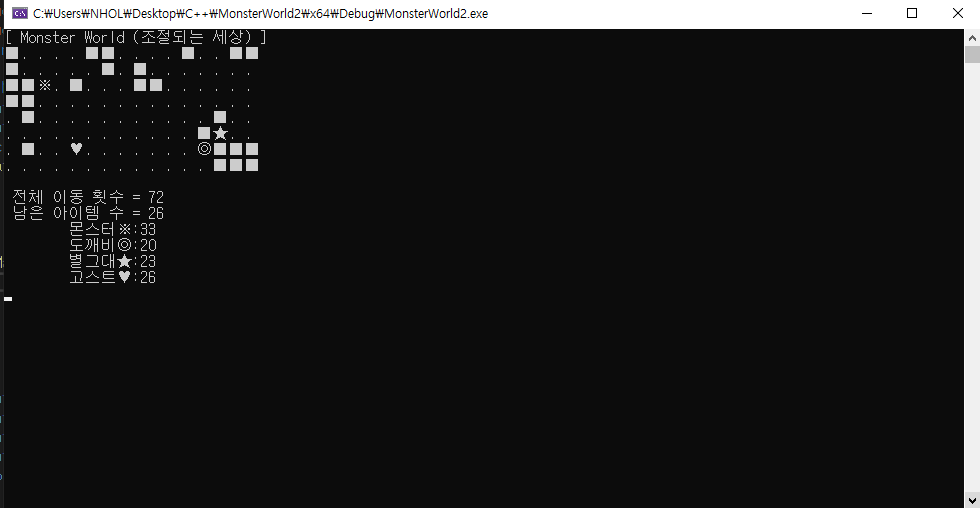 C:\Users\NHOL\Desktop\C++\MonsterWorld2\x64\Debug\MonsterWorld2.exe
[ Monster World (조절되는 세상) ]
■. . . . ■■. . . . ■. . ■■
■. . . . . ■. ■. . . . . . .
■■※. ■. . . ■■. . . . . .
■■. . . . . . . . . . . . . .
. ■. . . . . . . . . . . ■. .
. . . . . . . . . . . . ■★. .
. ■. . ♥. . . . . . . ◎■■■
. . . . . . . . . . . . . ■■■
전체 이동 횟수 = 72
남은 아이템 수 = 26
몬스터※:33
도깨비◎:20
별그대★:23
고스트♥:26